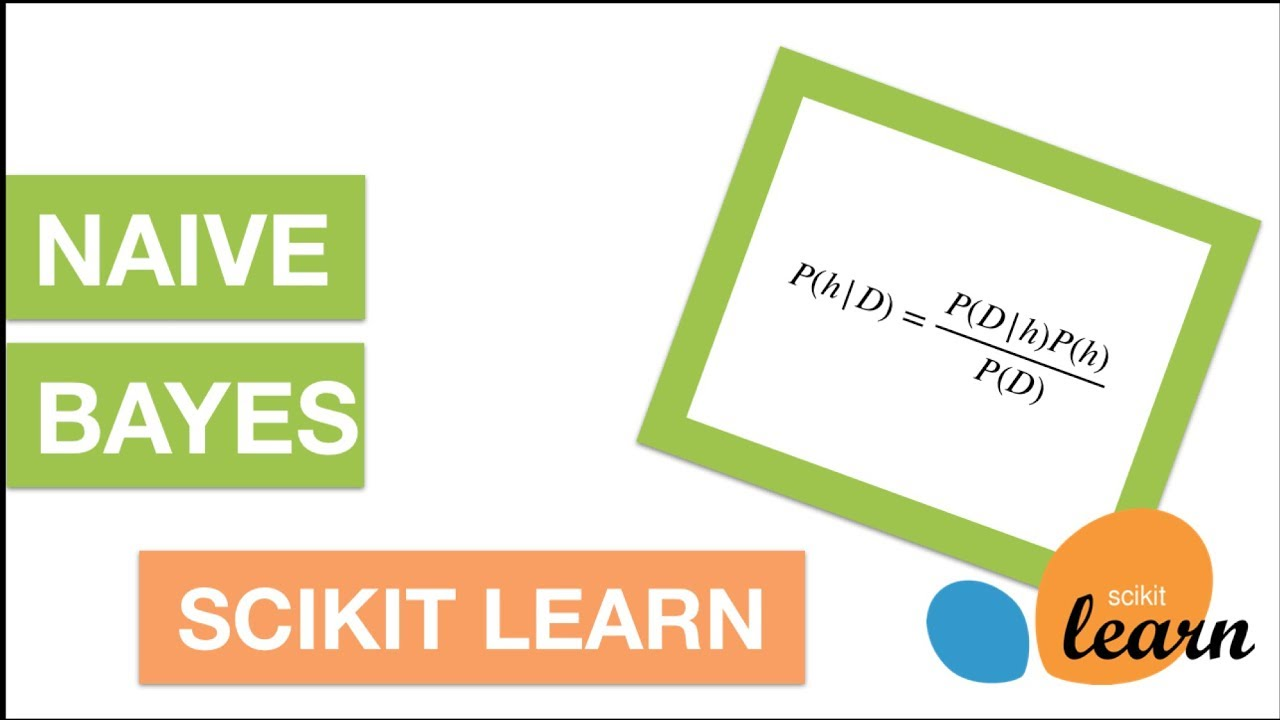 NAIVE
BAYES
P(h|D) = P(D|h)P(h)
P(D)
SCIKIT LEARN
scikit
learn